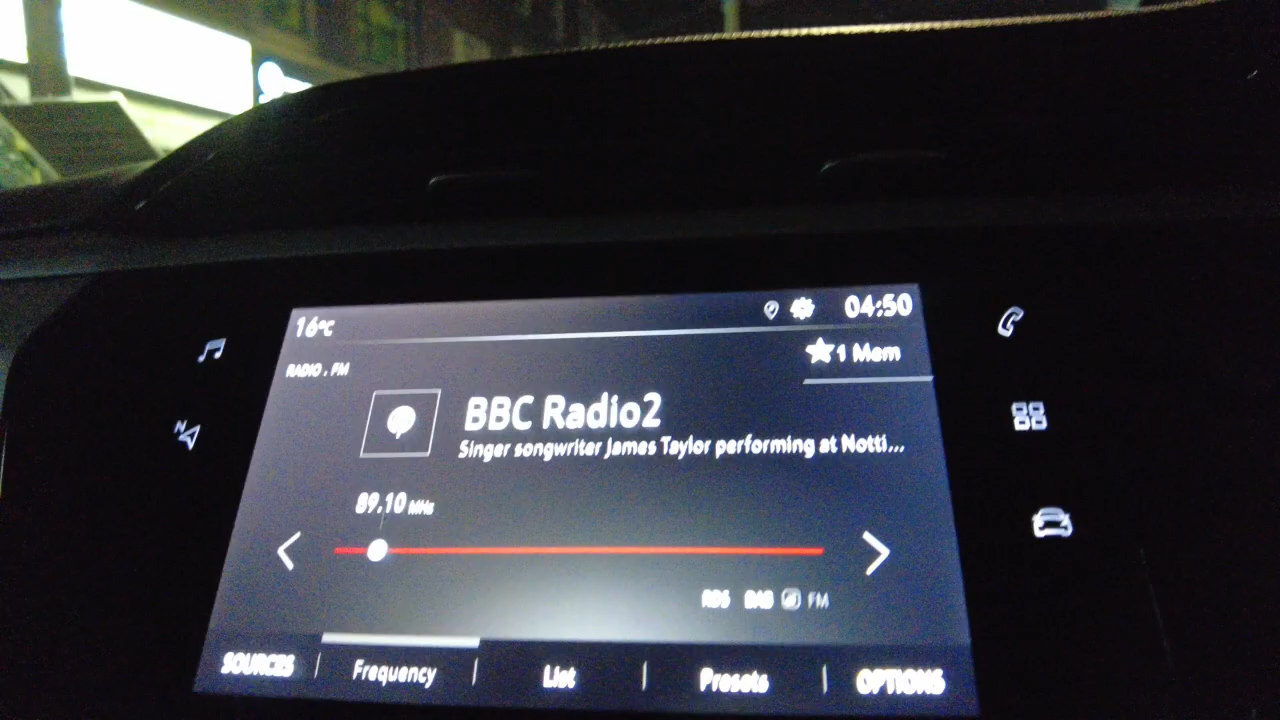 16°C
04:50
1 Mem
RADIO . FM
BBC Radio2
Singer songwriter James Taylor performing at Notti...
89.10 MHz
N
RDS DAB FM
SOURCES Frequency List Presets OPTIONS